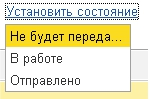 Установить состояние
Не будет переда...
В работе
Отправлено